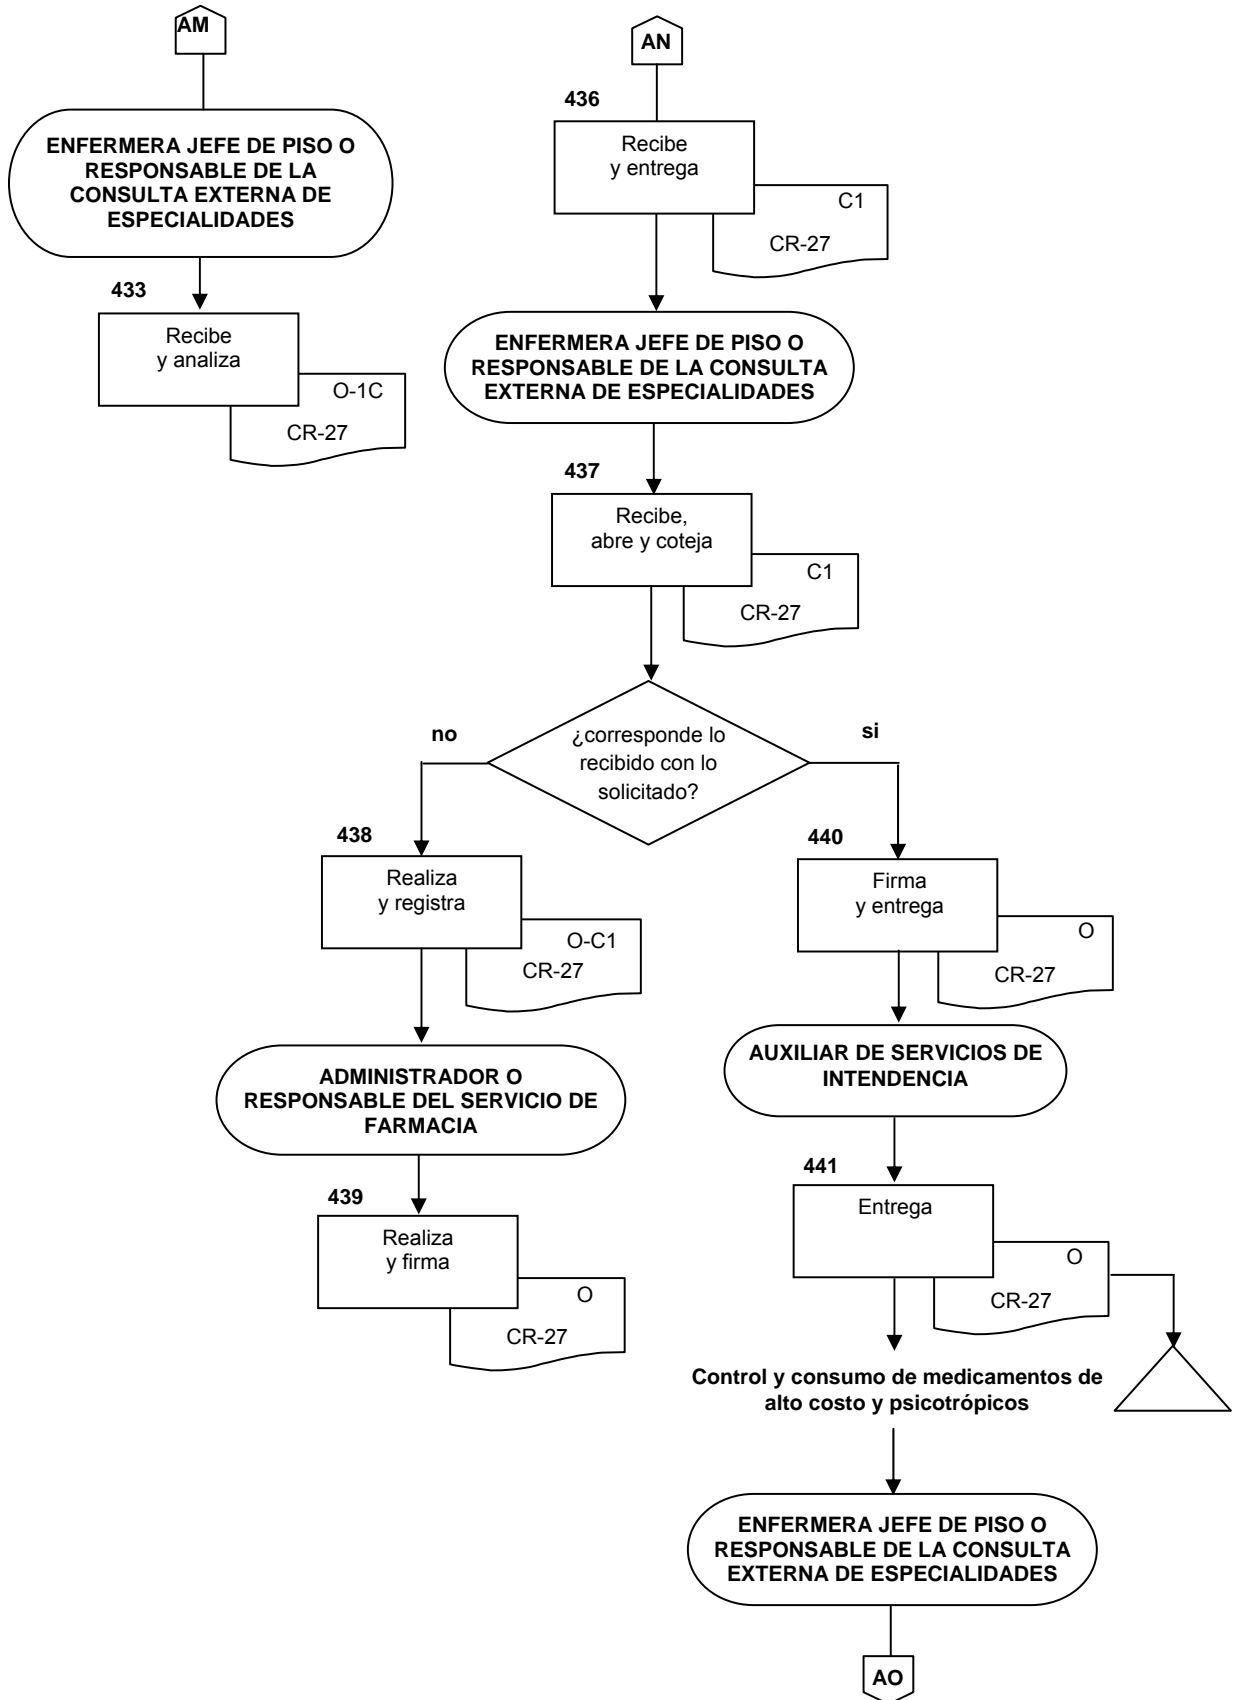 AM
ENFERMERA JEFE DE PISO O
RESPONSABLE DE LA
CONSULTA EXTERNA DE
ESPECIALIDADES
433
Recibe
y analiza
O-1C
CR-27
AN
436
Recibe
y entrega
C1
CR-27
ENFERMERA JEFE DE PISO O
RESPONSABLE DE LA CONSULTA
EXTERNA DE ESPECIALIDADES
437
Recibe,
abre y coteja
C1
CR-27
¿corresponde lo
recibido con lo
solicitado?
no
si
438
Realiza
y registra
O-C1
CR-27
ADMINISTRADOR O
RESPONSABLE DEL SERVICIO DE
FARMACIA
439
Realiza
y firma
O
CR-27
440
Firma
y entrega
O
CR-27
AUXILIAR DE SERVICIOS DE
INTENDENCIA
441
Entrega
O
CR-27
Control y consumo de medicamentos de
alto costo y psicotrópicos
ENFERMERA JEFE DE PISO O
RESPONSABLE DE LA CONSULTA
EXTERNA DE ESPECIALIDADES
AO